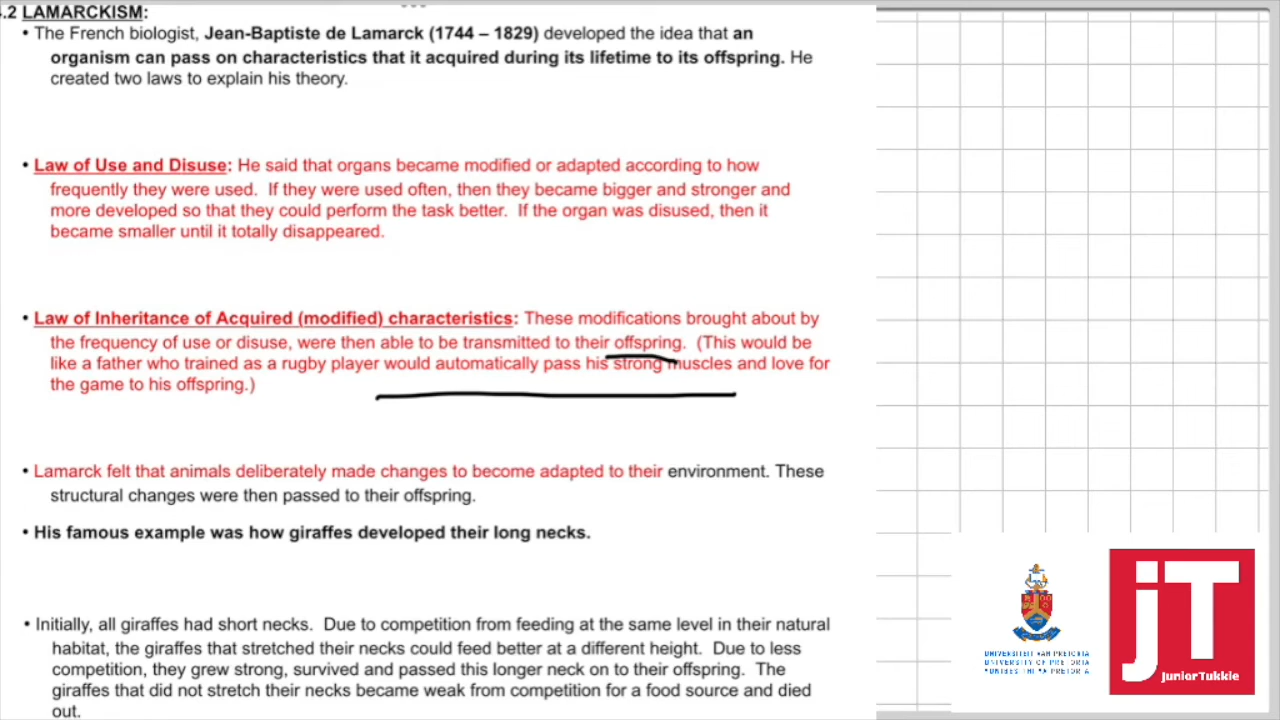 .2 LAMARCKISM:
• The French biologist, Jean-Baptiste de Lamarck (1744 – 1829) developed the idea that an
organism can pass on characteristics that it acquired during its lifetime to its offspring. He
created two laws to explain his theory.
• Law of Use and Disuse: He said that organs became modified or adapted according to how
frequently they were used. If they were used often, then they became bigger and stronger and
more developed so that they could perform the task better. If the organ was disused, then it
became smaller until it totally disappeared.
• Law of Inheritance of Acquired (modified) characteristics: These modifications brought about by
the frequency of use or disuse, were then able to be transmitted to their offspring. (This would be
like a father who trained as a rugby player would automatically pass his strong muscles and love for
the game to his offspring.)
• Lamarck felt that animals deliberately made changes to become adapted to their environment. These
structural changes were then passed to their offspring.
• His famous example was how giraffes developed their long necks.
• Initially, all giraffes had short necks. Due to competition from feeding at the same level in their natural
habitat, the giraffes that stretched their necks could feed better at a different height. Due to less
competition, they grew strong, survived and passed this longer neck on to their offspring. The
giraffes that did not stretch their necks became weak from competition for a food source and died
out.
UNIVERSITEIT VAN PRETORIA
UNIVERSITY OF PRETORIA
YUNIBESITHI YA PRETORIA
jT
JuniorTukkie